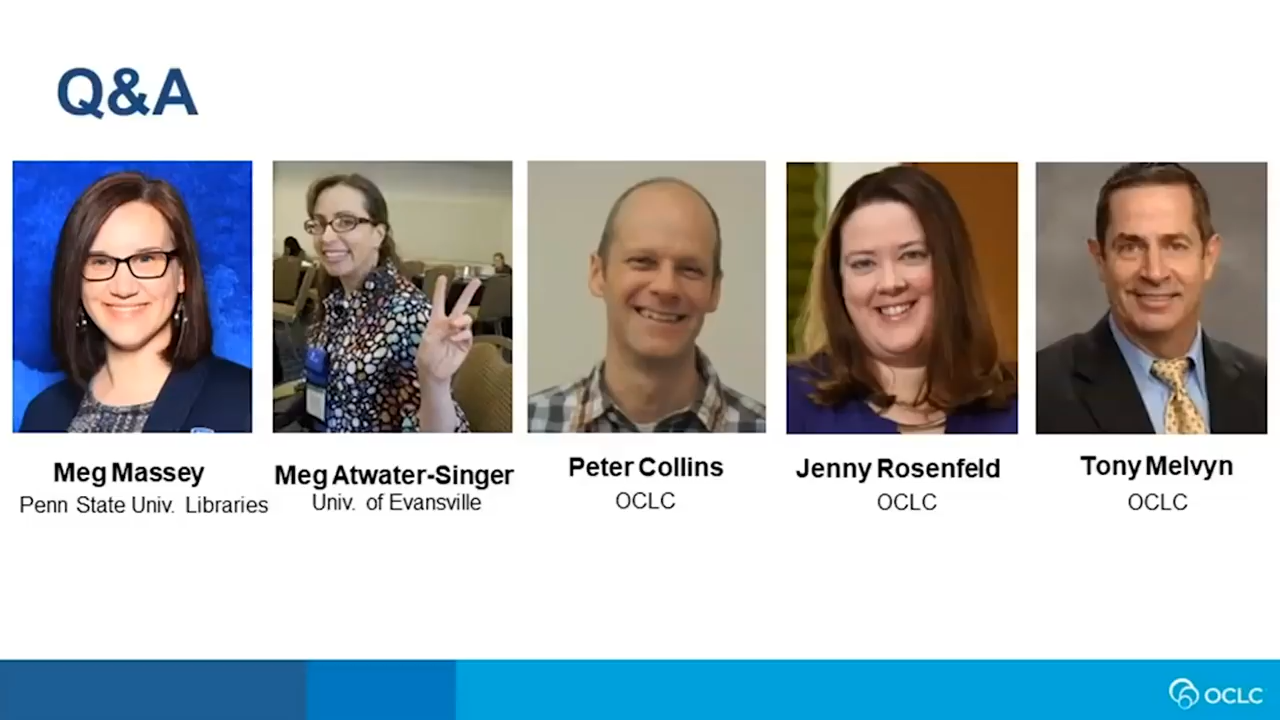 Q&A
Meg Massey
Penn State Univ. Libraries
Meg Atwater-Singer
Univ. of Evansville
Peter Collins
OCLC
Jenny Rosenfeld
OCLC
Tony Melvyn
OCLC
OCLC